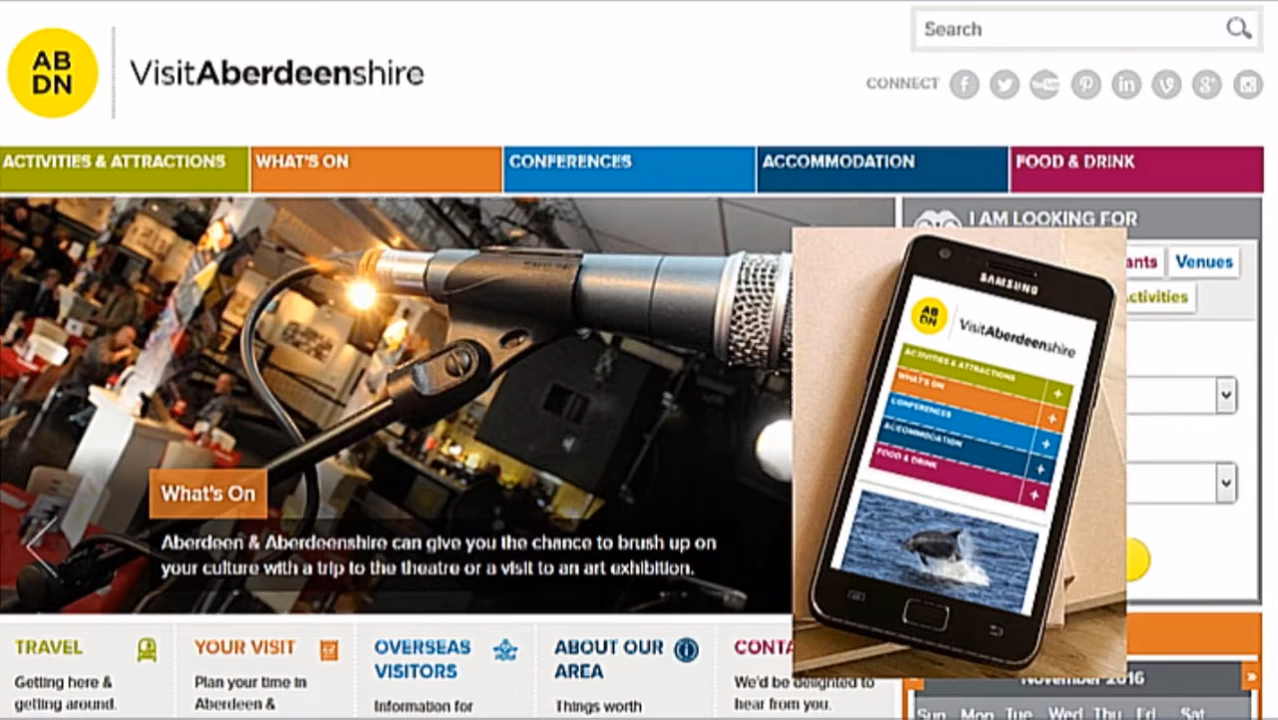 AB
DN
VisitAberdeenshire
Search
CONNECT
ACTIVITIES & ATTRACTIONS
WHAT'S ON
CONFERENCES
ACCOMMODATION
FOOD & DRINK
I AM LOOKING FOR
ants
Venues
ctivities
SAMSUNG
AB
DN
VisitAberdeenshire
ACTIVITIES & ATTRACTIONS
WHAT'S ON
CONFERENCES
ACCOMMODATION
FOOD & DRINK
What's On
Aberdeen & Aberdeenshire can give you the chance to brush up on
your culture with a trip to the theatre or a visit to an art exhibition.
TRAVEL
Getting here &
getting around.
YOUR VISIT
Plan your time in
Aberdeen &
OVERSEAS
VISITORS
Information for
ABOUT OUR
AREA
Things worth
CONTA
We'd be delighted to
hear from you.
November 2016
Sun Mon Tue Wed Thu Fri Sat